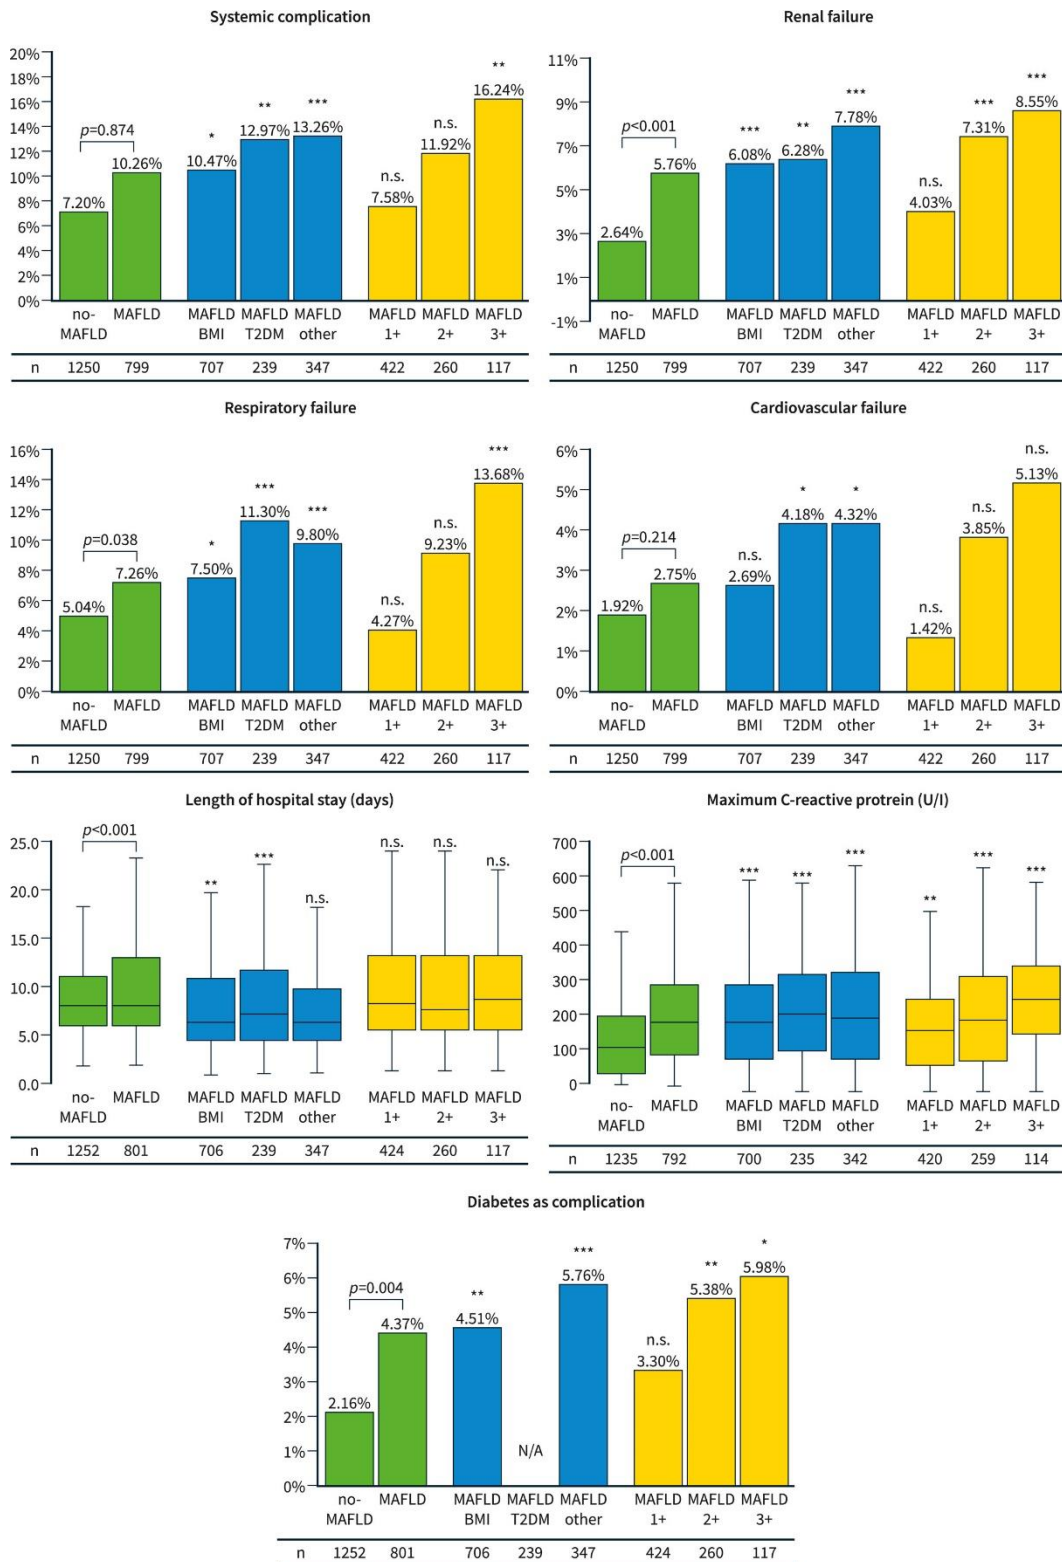 Systemic complication
20%
18%
16%
14%
12%
10%
8%
6%
4%
2%
0%
p=0.874
7.20%
10.26%
*
10.47%
**
12.97%
***
13.26%
n.s.
7.58%
n.s.
11.92%
**
16.24%
no- MAFLD MAFLD MAFLD MAFLD MAFLD MAFLD MAFLD
MAFLD BMI T2DM other 1+ 2+ 3+
n 1250 799 707 239 347 422 260 117
Renal failure
11%
9%
7%
5%
3%
1%
-1%
p<0.001
2.64%
5.76%
***
6.08%
**
6.28%
***
7.78%
n.s.
4.03%
***
7.31%
***
8.55%
no- MAFLD MAFLD MAFLD MAFLD MAFLD MAFLD MAFLD
MAFLD BMI T2DM other 1+ 2+ 3+
n 1250 799 707 239 347 422 260 117
Respiratory failure
16%
14%
12%
10%
8%
6%
4%
2%
0%
p=0.038
5.04%
7.26%
*
7.50%
***
11.30%
***
9.80%
n.s.
4.27%
n.s.
9.23%
***
13.68%
no- MAFLD MAFLD MAFLD MAFLD MAFLD MAFLD MAFLD
MAFLD BMI T2DM other 1+ 2+ 3+
n 1250 799 707 239 347 422 260 117
Cardiovascular failure
6%
5%
4%
3%
2%
1%
0%
p=0.214
1.92%
2.75%
n.s.
2.69%
*
4.18%
*
4.32%
n.s.
1.42%
n.s.
3.85%
n.s.
5.13%
no- MAFLD MAFLD MAFLD MAFLD MAFLD MAFLD MAFLD
MAFLD BMI T2DM other 1+ 2+ 3+
n 1250 799 707 239 347 422 260 117
Length of hospital stay (days)
25.0
20.0
15.0
10.0
5.0
0.0
p<0.001
**
***
n.s.
n.s.
n.s.
n.s.
no- MAFLD MAFLD MAFLD MAFLD MAFLD MAFLD MAFLD
MAFLD BMI T2DM other 1+ 2+ 3+
n 1252 801 706 239 347 424 260 117
Maximum C-reactive protrein (U/l)
700
600
500
400
300
200
100
0
p<0.001
***
***
***
**
***
***
no- MAFLD MAFLD MAFLD MAFLD MAFLD MAFLD MAFLD
MAFLD BMI T2DM other 1+ 2+ 3+
n 1235 792 700 235 342 420 259 114
Diabetes as complication
7%
6%
5%
4%
3%
2%
1%
0%
p=0.004
2.16%
4.37%
**
4.51%
N/A
***
5.76%
n.s.
3.30%
**
5.38%
*
5.98%
no- MAFLD MAFLD MAFLD MAFLD MAFLD MAFLD MAFLD
MAFLD BMI T2DM other 1+ 2+ 3+
n 1252 801 706 239 347 424 260 117